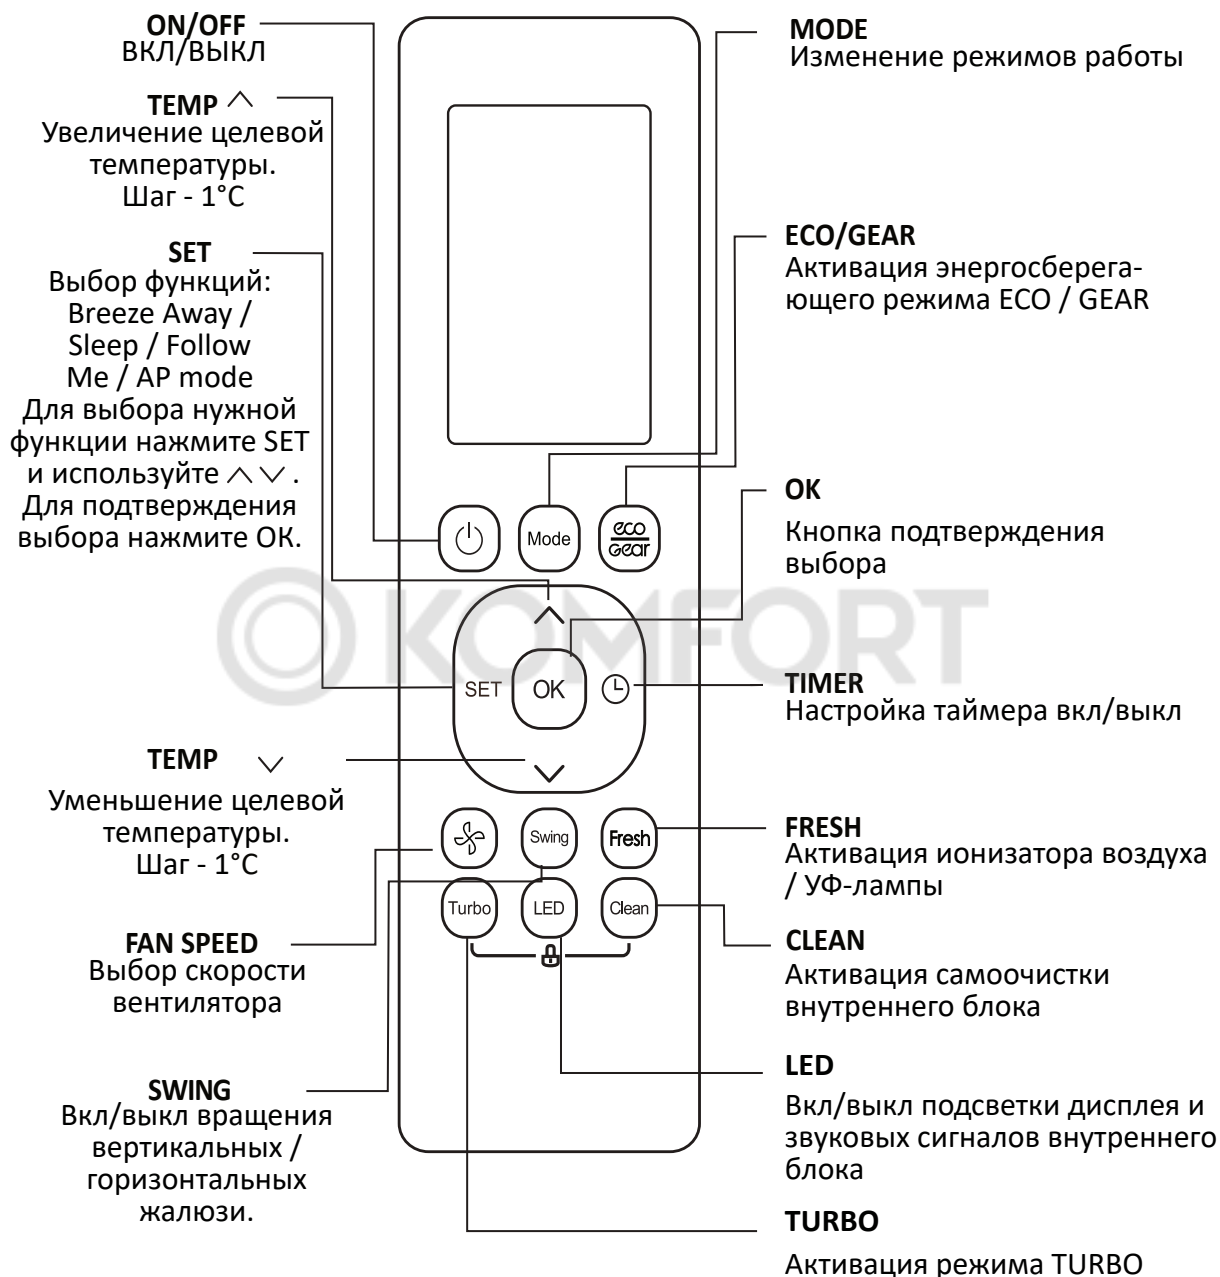 ON/OFF
ВКЛ/ВЫКЛ
TEMP ︿
Увеличение целевой
температуры.
Шаг - 1°C
SET
Выбор функций:
Breeze Away /
Sleep / Follow
Me / AP mode
Для выбора нужной
функции нажмите SET
и используйте ︿ ﹀ .
Для подтверждения
выбора нажмите ОК.
TEMP ﹀
Уменьшение целевой
температуры.
Шаг - 1°C
FAN SPEED
Выбор скорости
вентилятора
SWING
Вкл/выкл вращения
вертикальных /
горизонтальных
жалюзи.
Mode
eco
Gear
SET
OK
Swing
Fresh
Turbo
LED
Clean
KOMFORT
MODE
Изменение режимов работы
ECO/GEAR
Активация энергосберега-
ющего режима ECO / GEAR
OK
Кнопка подтверждения
выбора
TIMER
Настройка таймера вкл/выкл
FRESH
Активация ионизатора воздуха
/ УФ-лампы
CLEAN
Активация самоочистки
внутреннего блока
LED
Вкл/выкл подсветки дисплея и
звуковых сигналов внутреннего
блока
TURBO
Активация режима TURBO